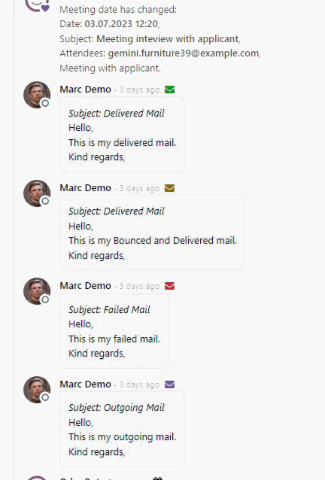 Meeting date has changed:
Date: 03.07.2023 12:20,
Subject: Meeting inteview with applicant,
Attendees: gemini.furniture39@example.com,
Meeting with applicant.
Marc Demo - 3 days ago
Subject: Delivered Mail
Hello,
This is my delivered mail.
Kind regards,
Marc Demo - 3 days ago
Subject: Delivered Mail
Hello,
This is my Bounced and Delivered mail.
Kind regards,
Marc Demo - 3 days ago
Subject: Failed Mail
Hello,
This is my failed mail.
Kind regards,
Marc Demo - 3 days ago
Subject: Outgoing Mail
Hello,
This is my outgoing mail.
Kind regards,